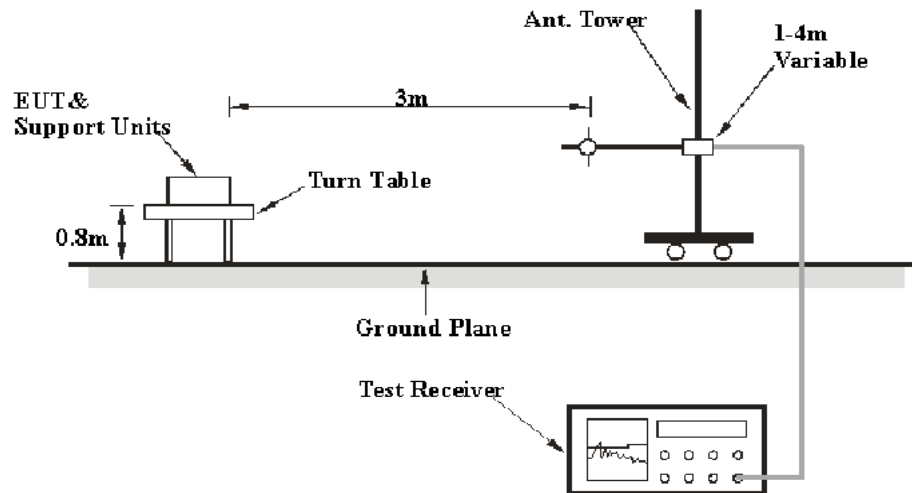 Ant. Tower
1-4m
Variable
3m
EUT&
Support Units
Turn Table
0.8m
Ground Plane
Test Receiver